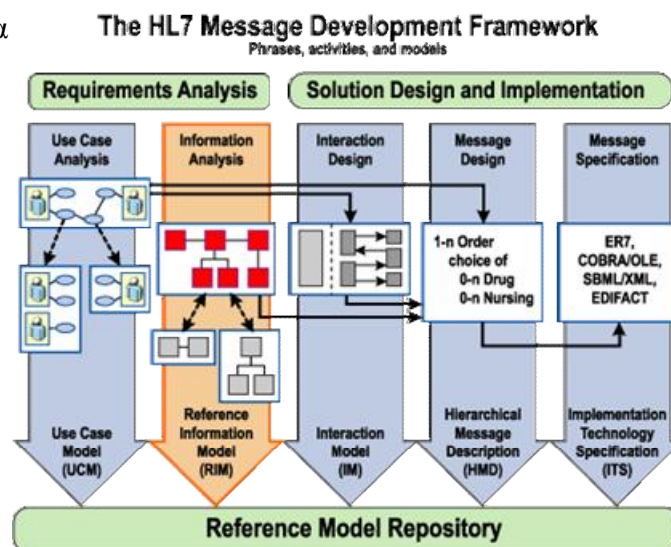 α
The HL7 Message Development Framework
Phrases, activities, and models
Requirements Analysis
Solution Design and Implementation
Use Case
Analysis
Information
Analysis
Interaction
Design
Message
Design
Message
Specification
1-n Order
choice of
0-n Drug
0-n Nursing
ER7,
COBRA/OLE,
SBML/XML,
EDIFACT
Use Case
Model
(UCM)
Reference
Information
Model
(RIM)
Interaction
Model
(IM)
Hierarchical
Message
Description
(HMD)
Implementation
Technology
Specification
(ITS)
Reference Model Repository